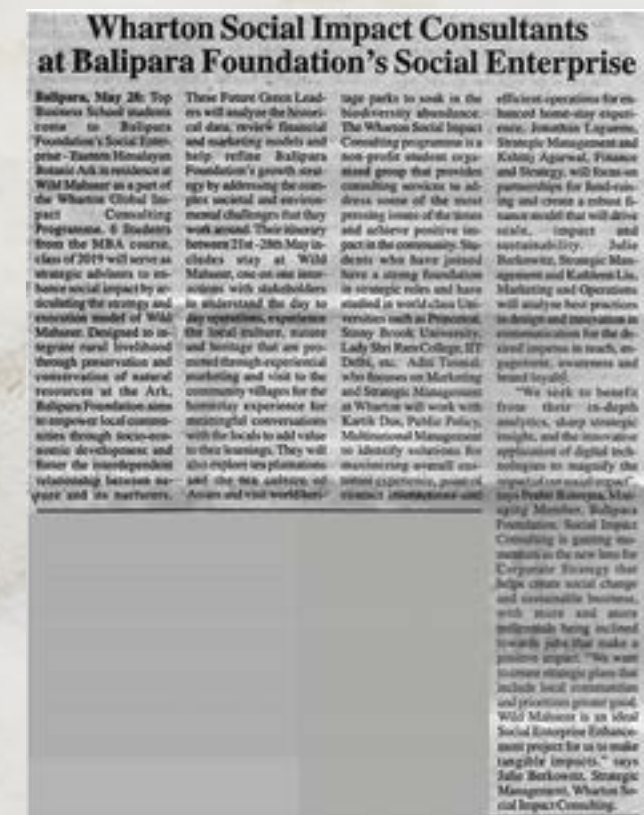 Wharton Social Impact Consultants
at Balipara Foundation's Social Enterprise
Balipara, May 28: Top
Business School students
come to Balipara
Foundation's Social Enter-
prise - Eastern Himalayan
Botanic Ark in residence at
Wild Mahseer as a part of
the Wharton Global Im-
pact Consulting
Programme. 6 Students
from the MBA course,
class of 2019 will serve as
strategic advisors to en-
hance social impact by ar-
ticulating the strategy and
execution model of Wild
Mahseer. Designed to in-
tegrate rural livelihood
through preservation and
conservation of natural
resources at the Ark,
Balipara Foundation aims
to empower local commu-
nities through socio-eco-
nomic development and
foster the interdependent
relationship between na-
ture and its nurturers.
These Future Green Lead-
ers will analyse the histori-
cal data, review financial
and marketing models and
help refine Balipara
Foundation's growth strat-
egy by addressing the com-
plex societal and environ-
mental challenges that they
work around. Their itinerary
between 21st -28th May in-
cludes stay at Wild
Mahseer, one on one inter-
actions with stakeholders
to understand the day to
day operations, experience
the local culture, nature
and heritage that are pro-
moted through experiential
marketing and visit to the
community villages for the
homestay experience for
meaningful conversations
with the locals to add value
to their learnings. They will
also explore tea plantations
and the tea culture of
Assam and visit world heri-
tage parks to soak in the
biodiversity abundance.
The Wharton Social Impact
Consulting programme is a
non-profit student orga-
nised group that provides
consulting services to ad-
dress some of the most
pressing issues of the times
and achieve positive im-
pact in the community. Stu-
dents who have joined
have a strong foundation
in strategic roles and have
studied in world class Uni-
versities such as Princeton,
Stony Brook University,
Lady Shri Ram College, IIT
Delhi, etc. Aditi
who focuses on Marketing
and Strategic Management
at Wharton will work with
Kartik Das, Public Policy,
Multinational Management
to identify solutions for
maximizing overall cus-
tomer experience, point of
contact interactions and
efficient operations for en-
hanced home-stay experi-
ence. Jonathan
Strategic Management and
Kshitij Agarwal, Finance
and Strategy, will focus on
partnerships for fund-rais-
ing and create a robust fi-
nance model that will drive
scale, impact and
sustainability. Julie
Berkowitz, Strategic Man-
agement and Kathleen Lin,
Marketing and Operations
will analyse best practices
in design and innovation in
communication for the de-
sired impetus in reach, en-
gagement, awareness and
brand loyalty.
"We seek to benefit
from their in-depth
analytics, sharp strategic
insight, and the innovative
application of digital tech-
nologies to magnify the
impact of our social impact",
says Man-
aging Member, Balipara
Foundation. Social Impact
Consulting is gaining mo-
mentum as the new lens for
Corporate Strategy that
helps create social change
and sustainable business,
with more and more
millennials being inclined
towards jobs that make a
positive impact. "We want
to create strategic plans that
include local communities
and prioritises greater good.
Wild Mahseer is an ideal
Social Enterprise Enhance-
ment project for us to make
tangible impacts." says
Julie Berkowitz, Strategic
Management, Wharton So-
cial Impact Consulting.